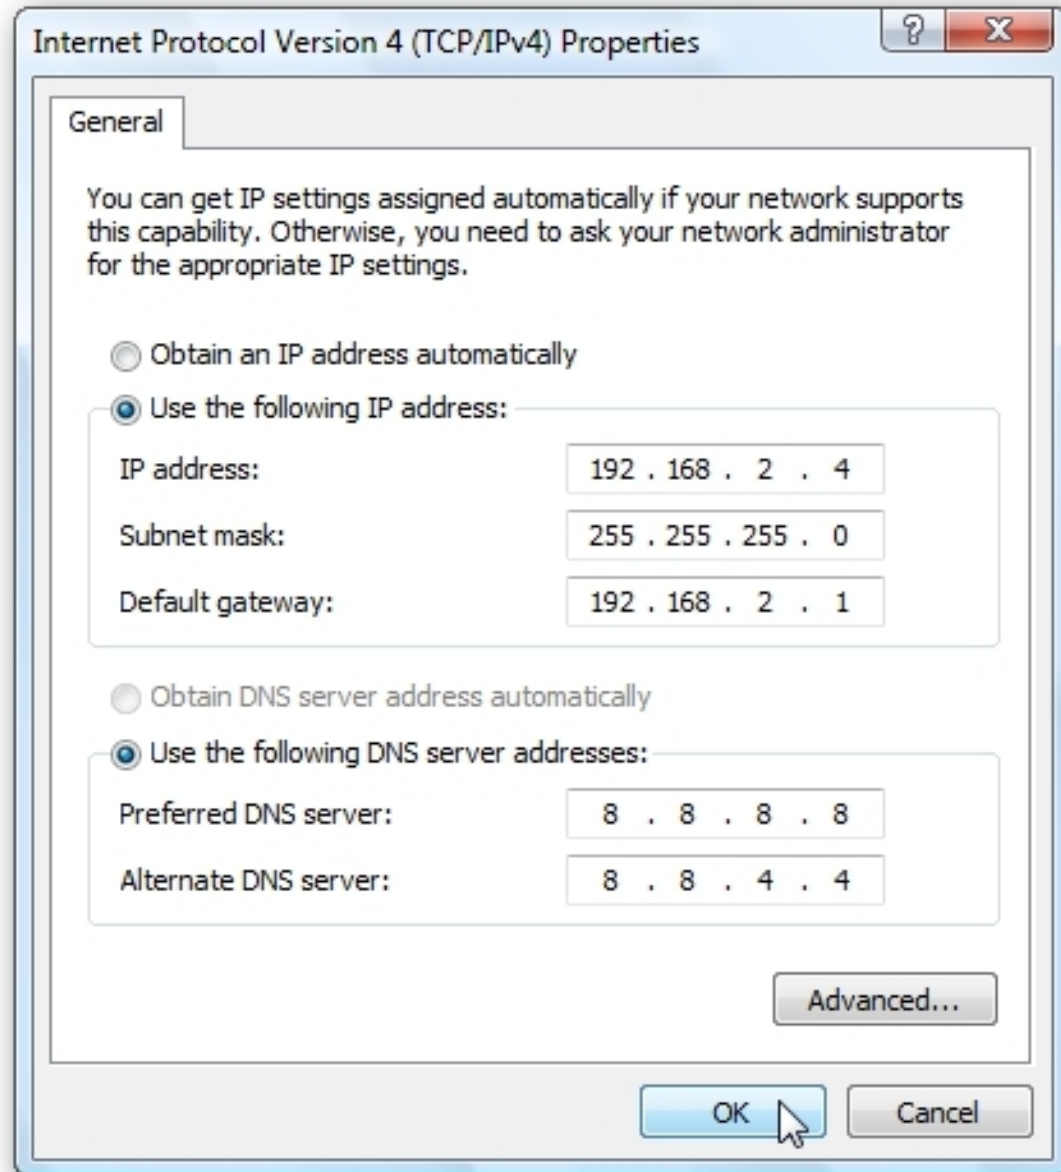 Internet Protocol Version 4 (TCP/IPv4) Properties
?
X
General
You can get IP settings assigned automatically if your network supports
this capability. Otherwise, you need to ask your network administrator
for the appropriate IP settings.
Obtain an IP address automatically
Use the following IP address:
IP address: 192 . 168 . 2 . 4
Subnet mask: 255 . 255 . 255 . 0
Default gateway: 192 . 168 . 2 . 1
Obtain DNS server address automatically
Use the following DNS server addresses:
Preferred DNS server: 8 . 8 . 8 . 8
Alternate DNS server: 8 . 8 . 4 . 4
Advanced...
OK Cancel